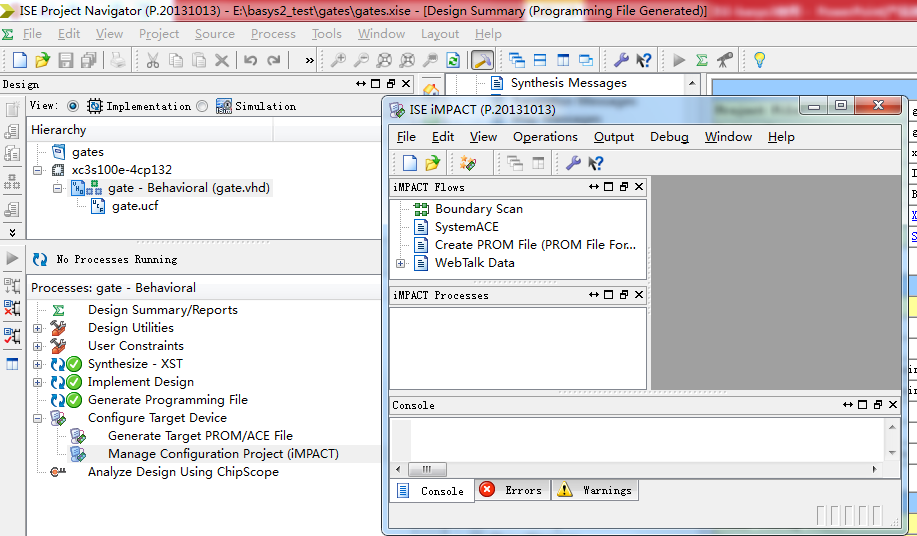 ISE Project Navigator (P.20131013) - E:\basys2_test\gates\gates.xise - [Design Summary (Programming File Generated)]
File Edit View Project Source Process Tools Window Layout Help
Design
View: Implementation Simulation
Hierarchy
gates
xc3s100e-4cp132
gate - Behavioral (gate.vhd)
gate.ucf
No Processes Running
Processes: gate - Behavioral
Design Summary/Reports
Design Utilities
User Constraints
Synthesize - XST
Implement Design
Generate Programming File
Configure Target Device
Generate Target PROM/ACE File
Manage Configuration Project (iMPACT)
Analyze Design Using ChipScope
Synthesis Messages
ISE iMPACT (P.20131013)
File Edit View Operations Output Debug Window Help
iMPACT Flows
Boundary Scan
SystemACE
Create PROM File (PROM File For...
WebTalk Data
iMPACT Processes
Console
Console Errors Warnings